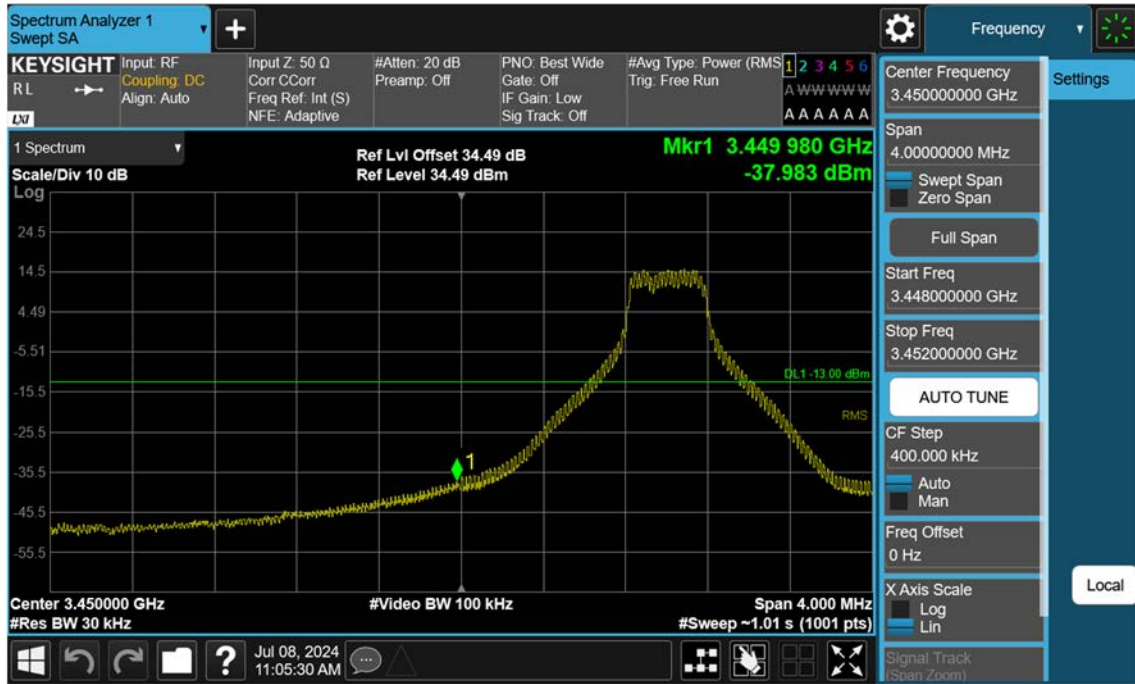 Spectrum Analyzer 1
Swept SA
Frequency
KEYSIGHT
RL
LXI
Input: RF
Coupling: DC
Align: Auto
Input Z: 50 Ω
Corr CCorr
Freq Ref: Int (S)
NFE: Adaptive
#Atten: 20 dB
Preamp: Off
PNO: Best Wide
Gate: Off
IF Gain: Low
Sig Track: Off
#Avg Type: Power (RMS
Trig: Free Run
1 2 3 4 5 6
A W W W W W
A A A A A A
1 Spectrum
Scale/Div 10 dB
Ref Lvl Offset 34.49 dB
Ref Level 34.49 dBm
Mkr1 3.449 980 GHz
-37.983 dBm
Log
24.5
14.5
4.49
-5.51
-15.5
-25.5
-35.5
-45.5
-55.5
DL1 -13.00 dBm
RMS
1
Center 3.450000 GHz
#Video BW 100 kHz
Span 4.000 MHz
#Res BW 30 kHz
#Sweep ~1.01 s (1001 pts)
Center Frequency
3.450000000 GHz
Span
4.00000000 MHz
Swept Span
Zero Span
Full Span
Start Freq
3.448000000 GHz
Stop Freq
3.452000000 GHz
AUTO TUNE
CF Step
400.000 kHz
Auto
Man
Freq Offset
0 Hz
X Axis Scale
Log
Lin
Signal Track
(Span Zoom)
Settings
Local
?
Jul 08, 2024
11:05:30 AM